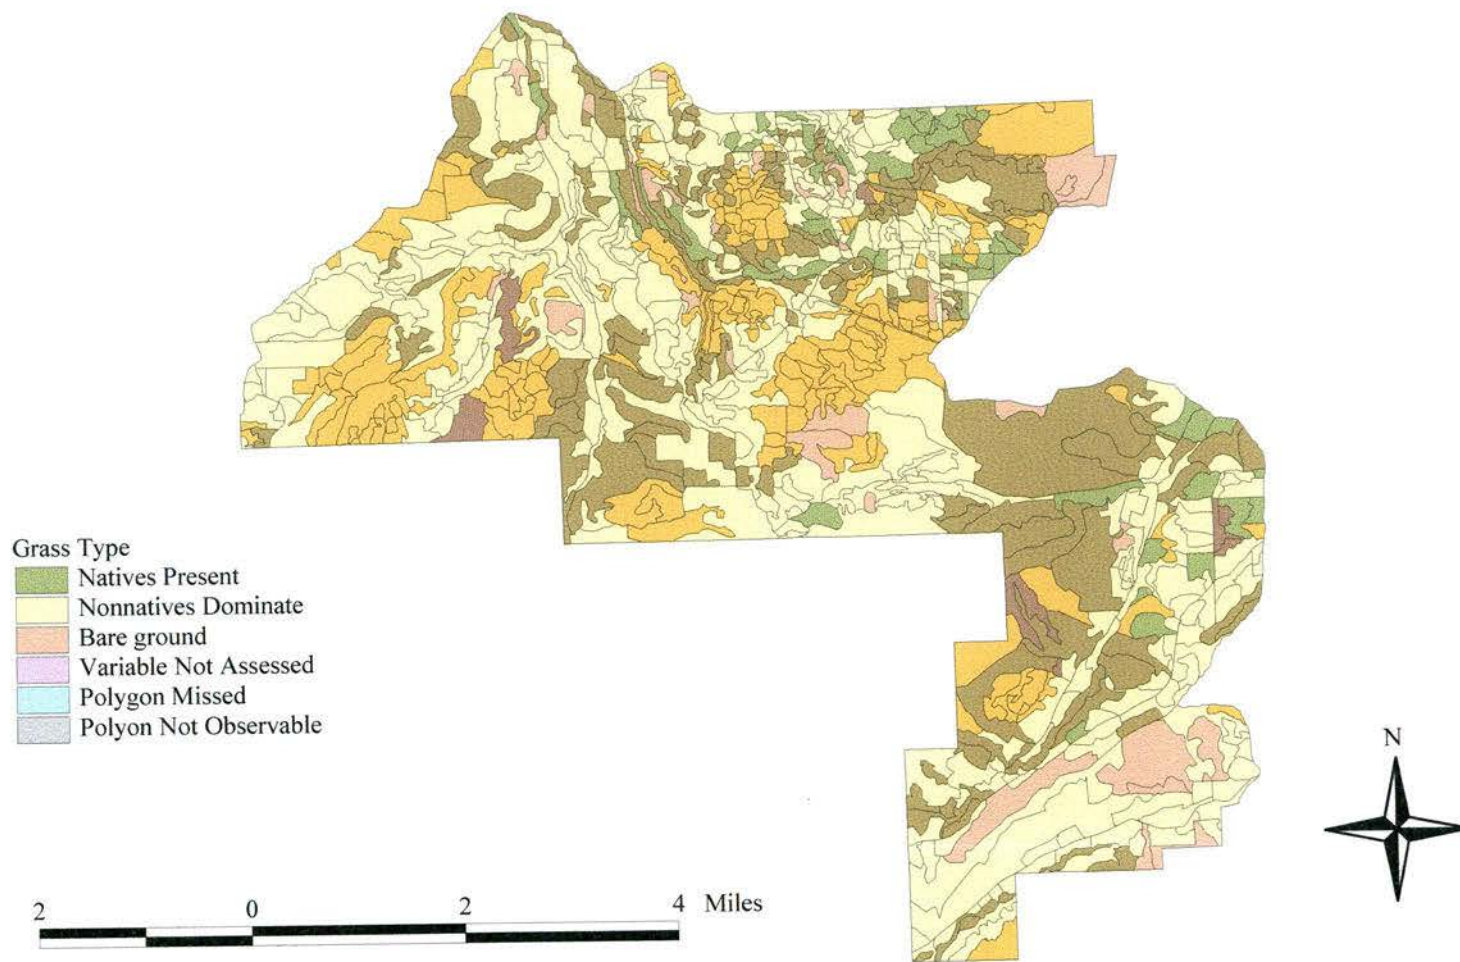 Grass Type
Natives Present
Nonnatives Dominate
Bare ground
Variable Not Assessed
Polygon Missed
Polyon Not Observable
N
2 0 2 4 Miles